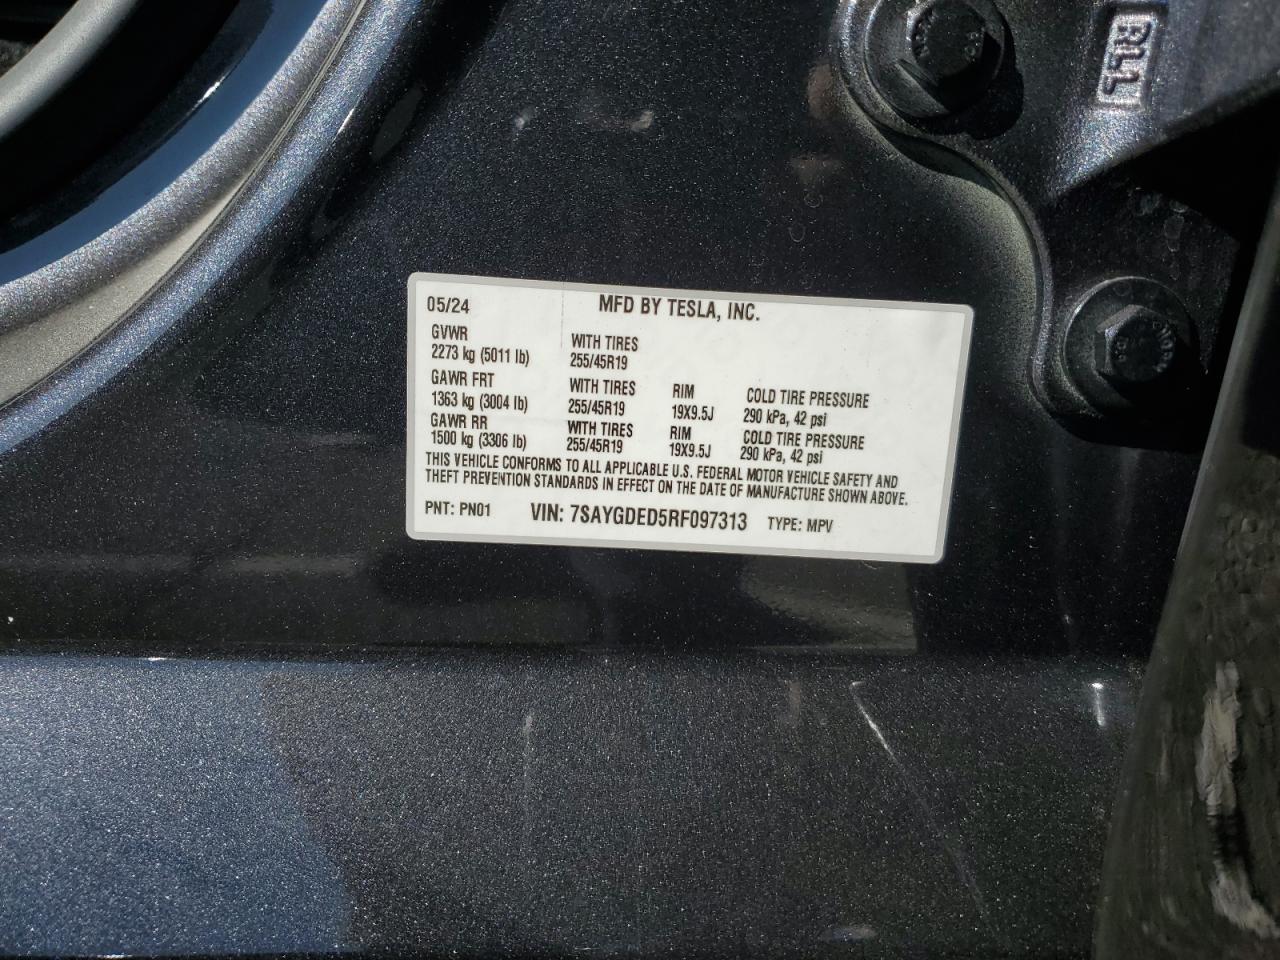 RILL
05/24 MFD BY TESLA, INC.
GVWR WITH TIRES
2273 kg (5011 lb) 255/45R19
GAWR FRT WITH TIRES RIM COLD TIRE PRESSURE
1363 kg (3004 lb) 255/45R19 19X9.5J 290 kPa, 42 psi
GAWR RR WITH TIRES RIM COLD TIRE PRESSURE
1500 kg (3306 lb) 255/45R19 19X9.5J 290 kPa, 42 psi
THIS VEHICLE CONFORMS TO ALL APPLICABLE U.S. FEDERAL MOTOR VEHICLE SAFETY AND
THEFT PREVENTION STANDARDS IN EFFECT ON THE DATE OF MANUFACTURE SHOWN ABOVE.
PNT: PN01 VIN: 7SAYGDED5RF097313 TYPE: MPV